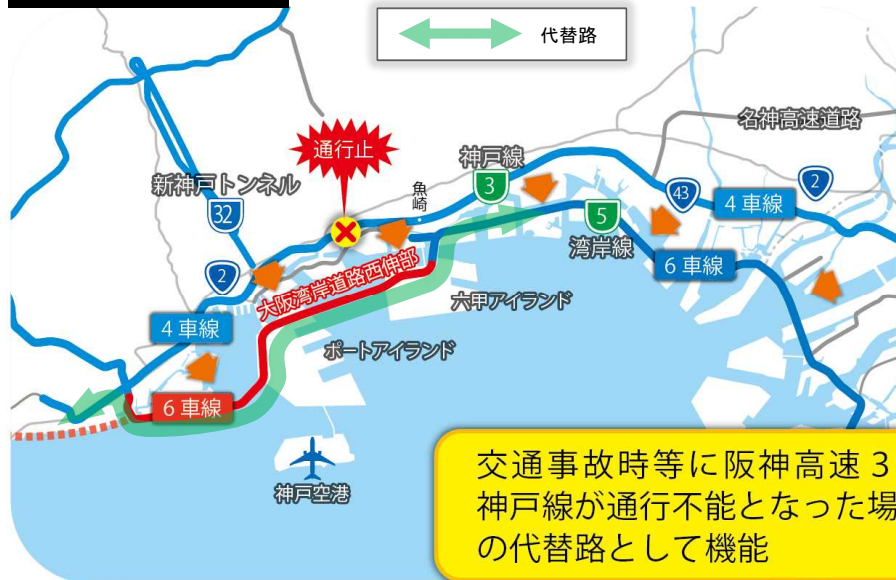 代替路
名神高速道路
通行止
神戸線
3
魚崎
新神戸トンネル
32
43
2
4車線
5
湾岸線
6車線
2
大阪湾岸道路西伸部
六甲アイランド
4車線
ポートアイランド
6車線
神戸空港
交通事故時等に阪神高速3
神戸線が通行不能となった場
の代替路として機能